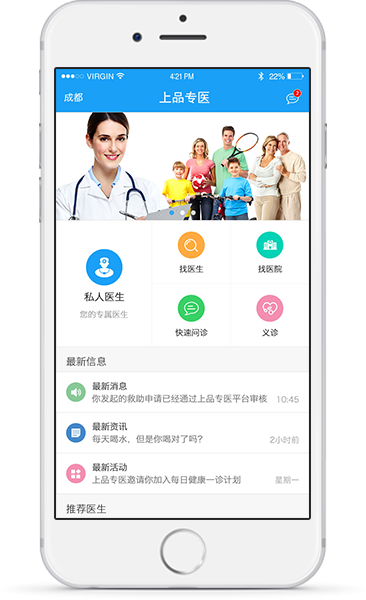 VIRGIN 4:21 PM 22%
成都 上品专医 2
私人医生
您的专属医生
找医生
找医院
快速问诊
义诊
最新信息
最新消息
你发起的救助申请已经通过上品专医平台审核 10:45
最新资讯
每天喝水，但是你喝对了吗？ 2小时前
最新活动
上品专医邀请你加入每日健康一诊计划 星期一
推荐医生